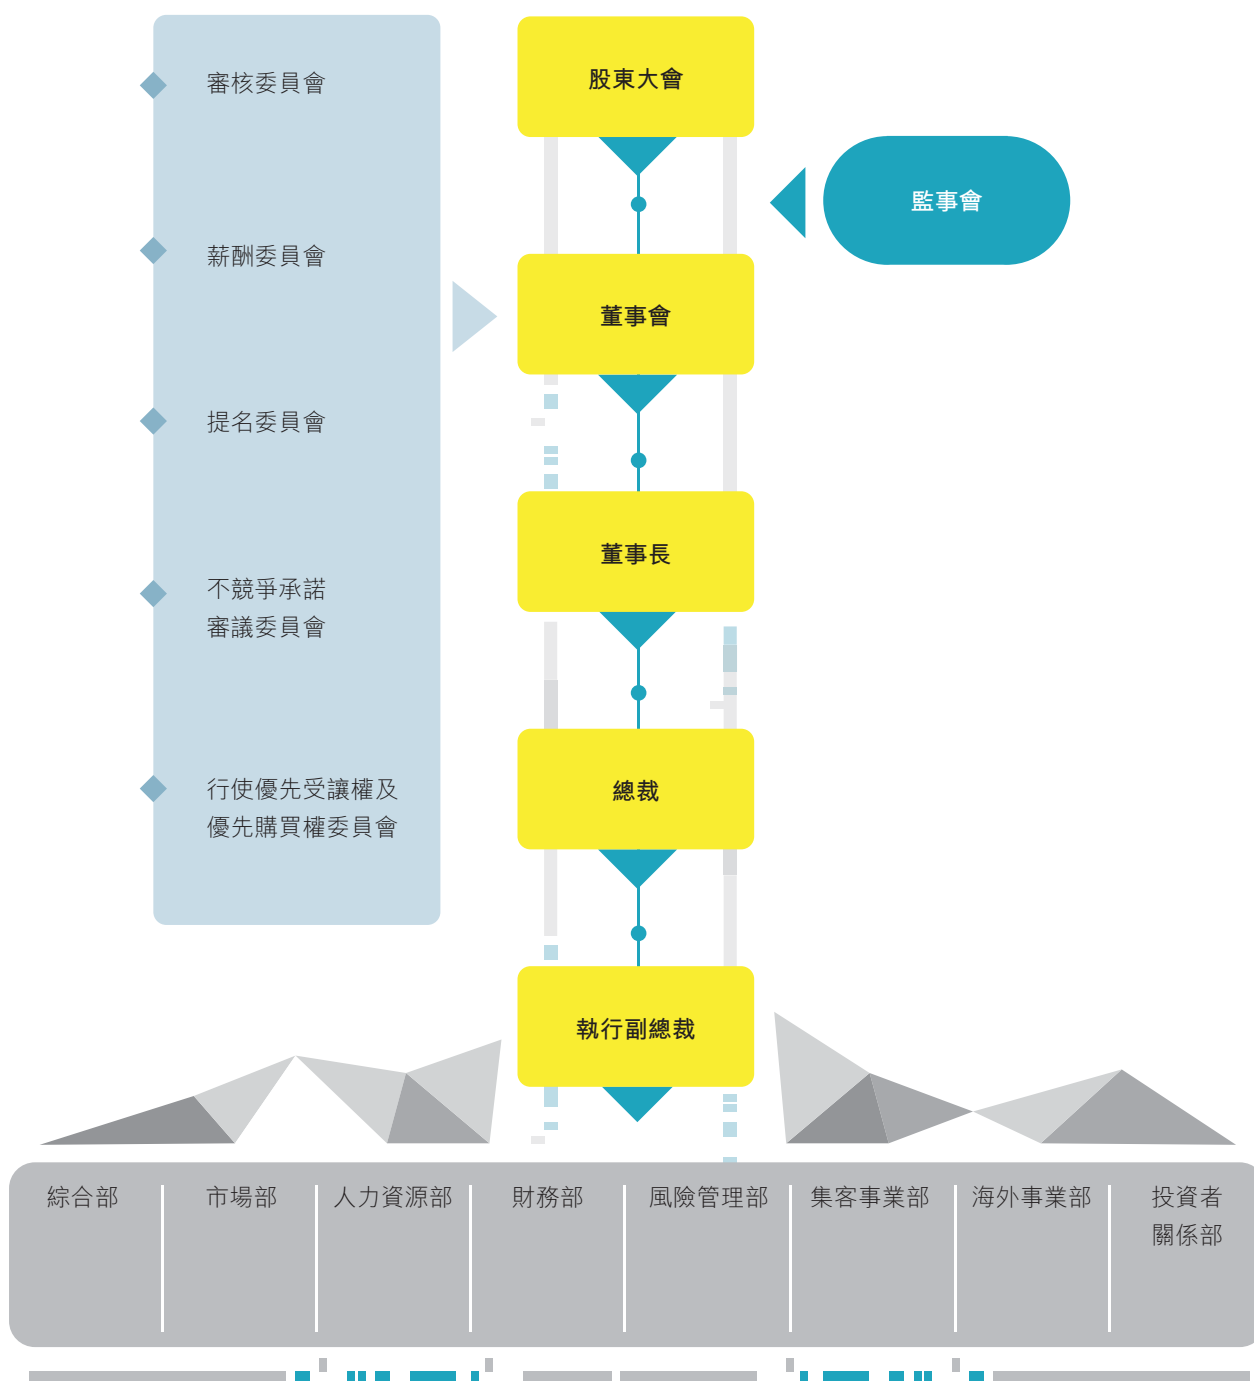 審核委員會
薪酬委員會
提名委員會
不競爭承諾
審議委員會
行使優先受讓權及
優先購買權委員會
股東大會
監事會
董事會
董事長
總裁
執行副總裁
綜合部
市場部
人力資源部
財務部
風險管理部
集客事業部
海外事業部
投資者
關係部